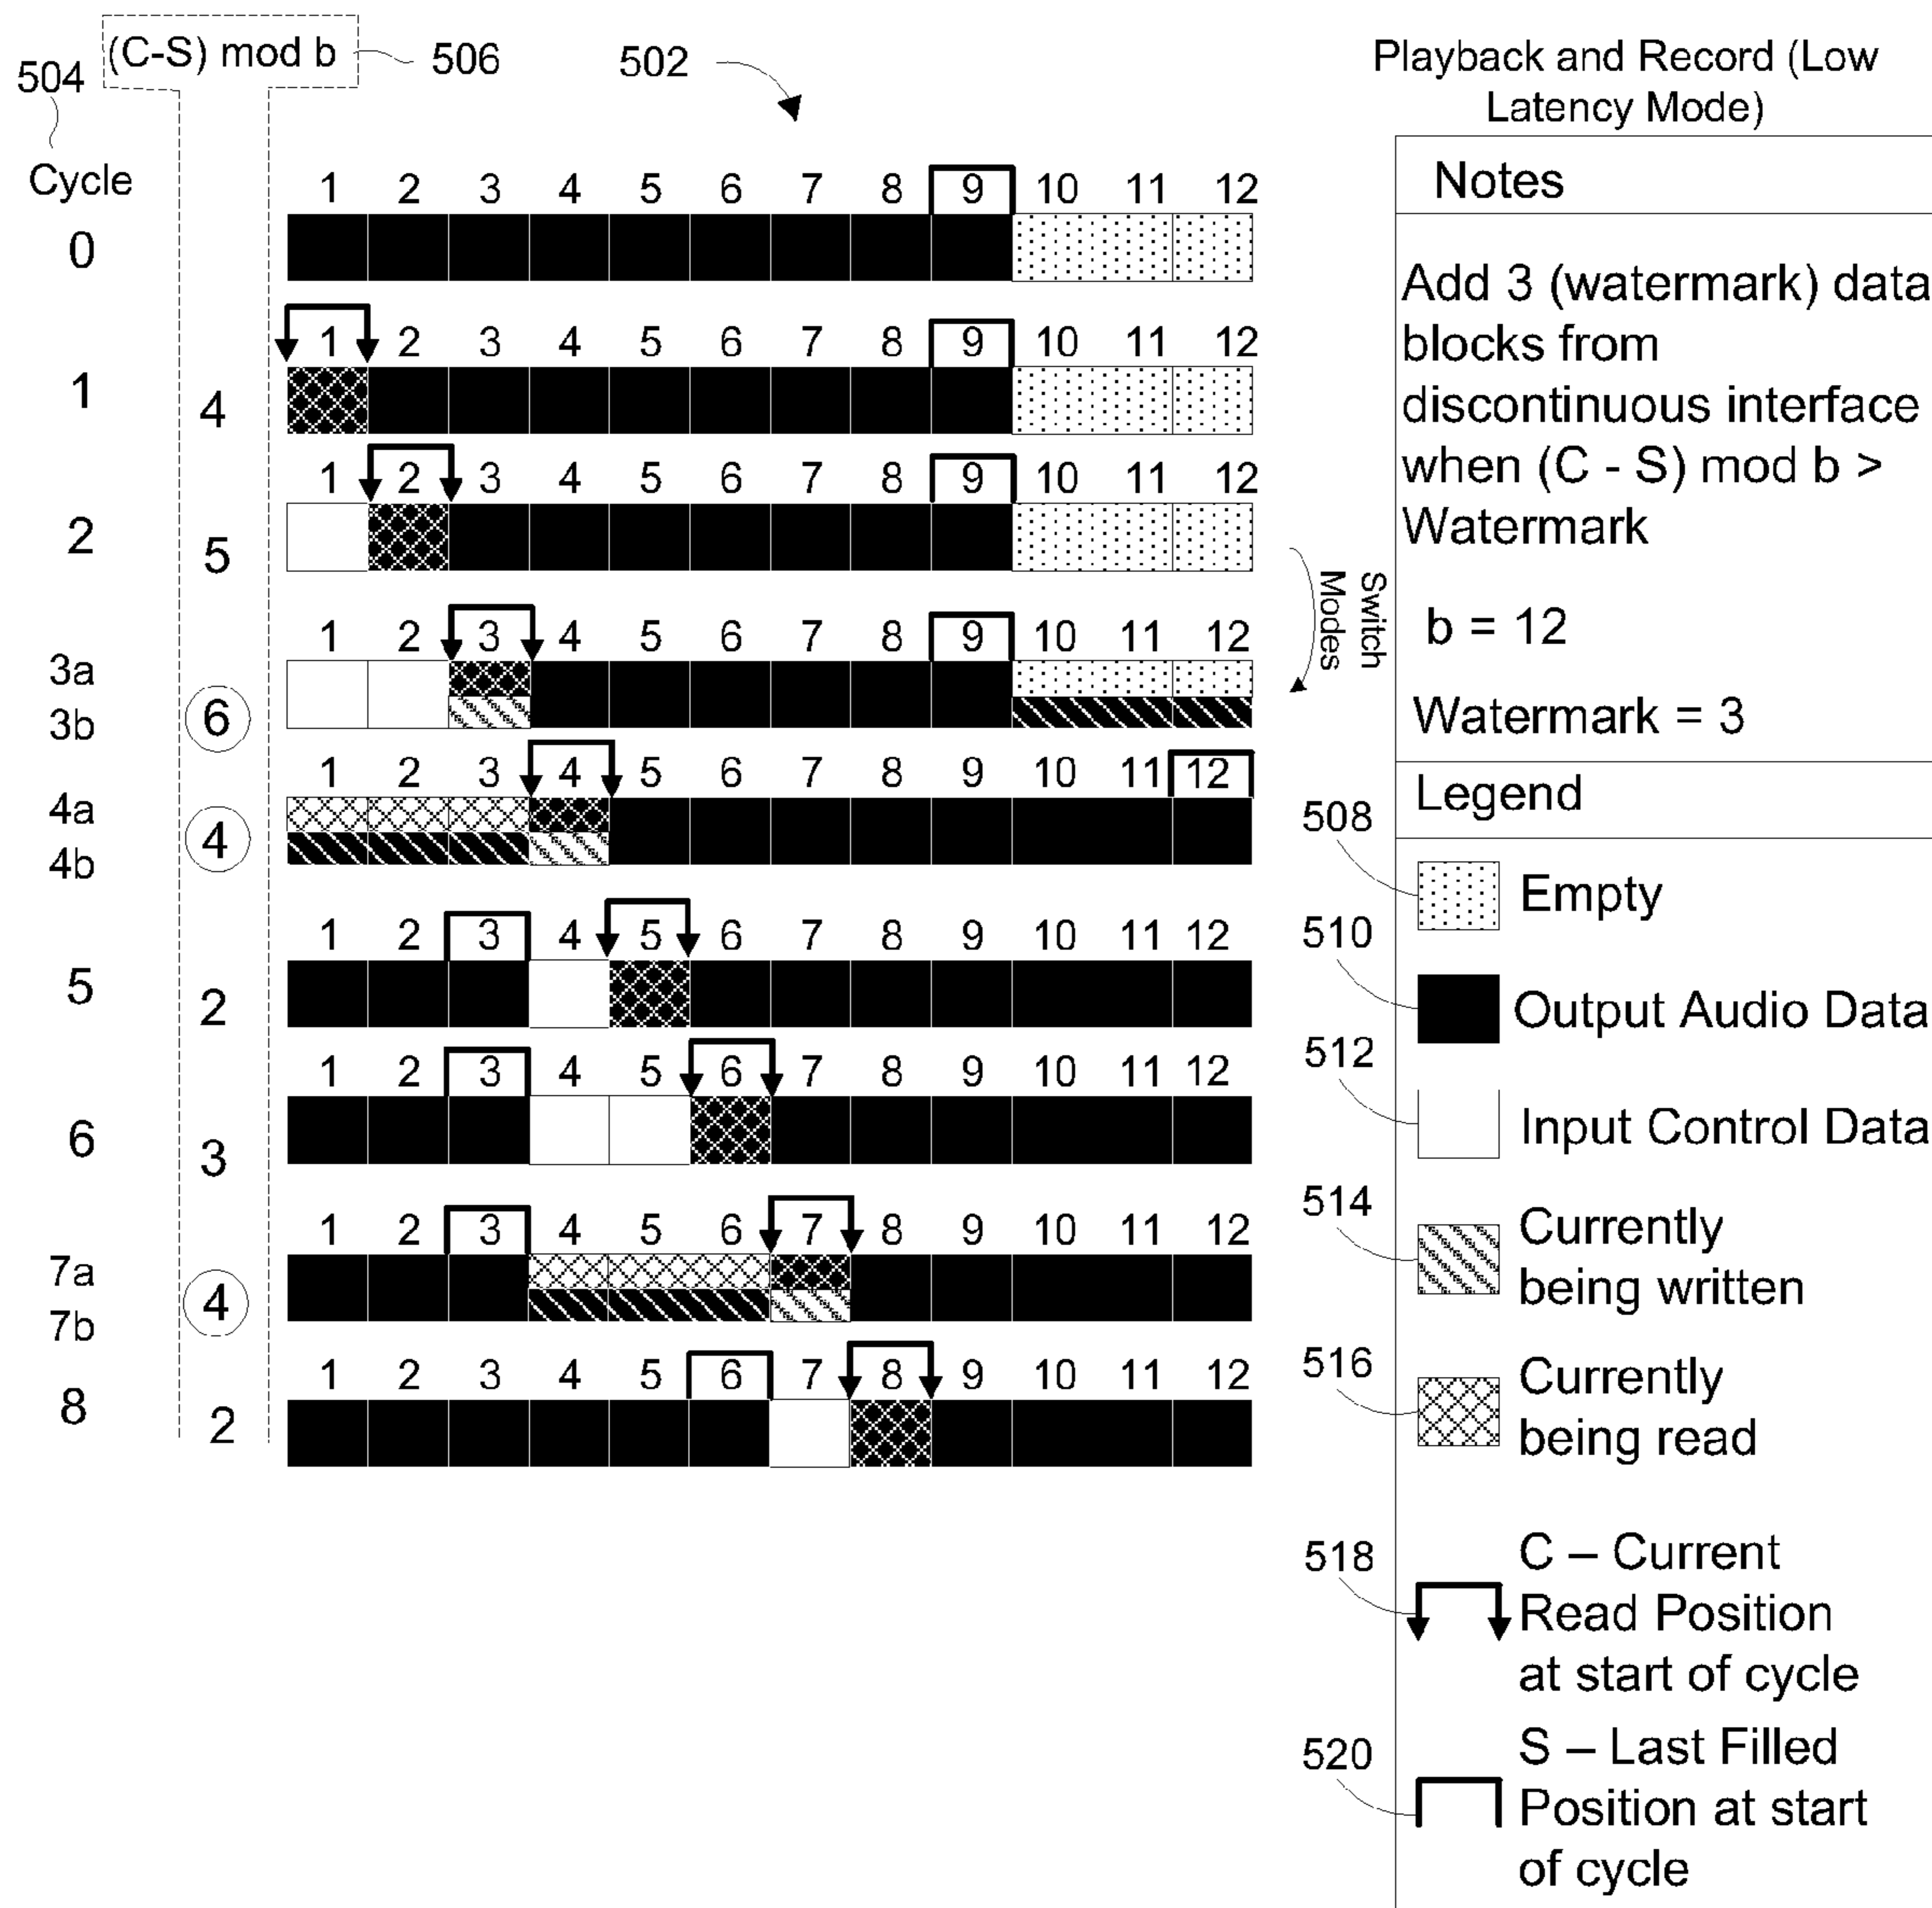 (C-S) mod b
506
502
504
Cycle
1 2 3 4 5 6 7 8 9 10 11 12
0
1 2 3 4 5 6 7 8 9 10 11 12
1
4
1 2 3 4 5 6 7 8 9 10 11 12
2
5
Switch
Modes
1 2 3 4 5 6 7 8 9 10 11 12
3a
3b
6
1 2 3 4 5 6 7 8 9 10 11 12
4a
4b
4
1 2 3 4 5 6 7 8 9 10 11 12
5
2
1 2 3 4 5 6 7 8 9 10 11 12
6
3
1 2 3 4 5 6 7 8 9 10 11 12
7a
7b
4
1 2 3 4 5 6 7 8 9 10 11 12
8
2
Playback and Record (Low
Latency Mode)
Notes
Add 3 (watermark) data
blocks from
discontinuous interface
when (C - S) mod b >
Watermark
b = 12
Watermark = 3
Legend
508
Empty
510
Output Audio Data
512
Input Control Data
514
Currently
being written
516
Currently
being read
518
C – Current
Read Position
at start of cycle
520
S – Last Filled
Position at start
of cycle